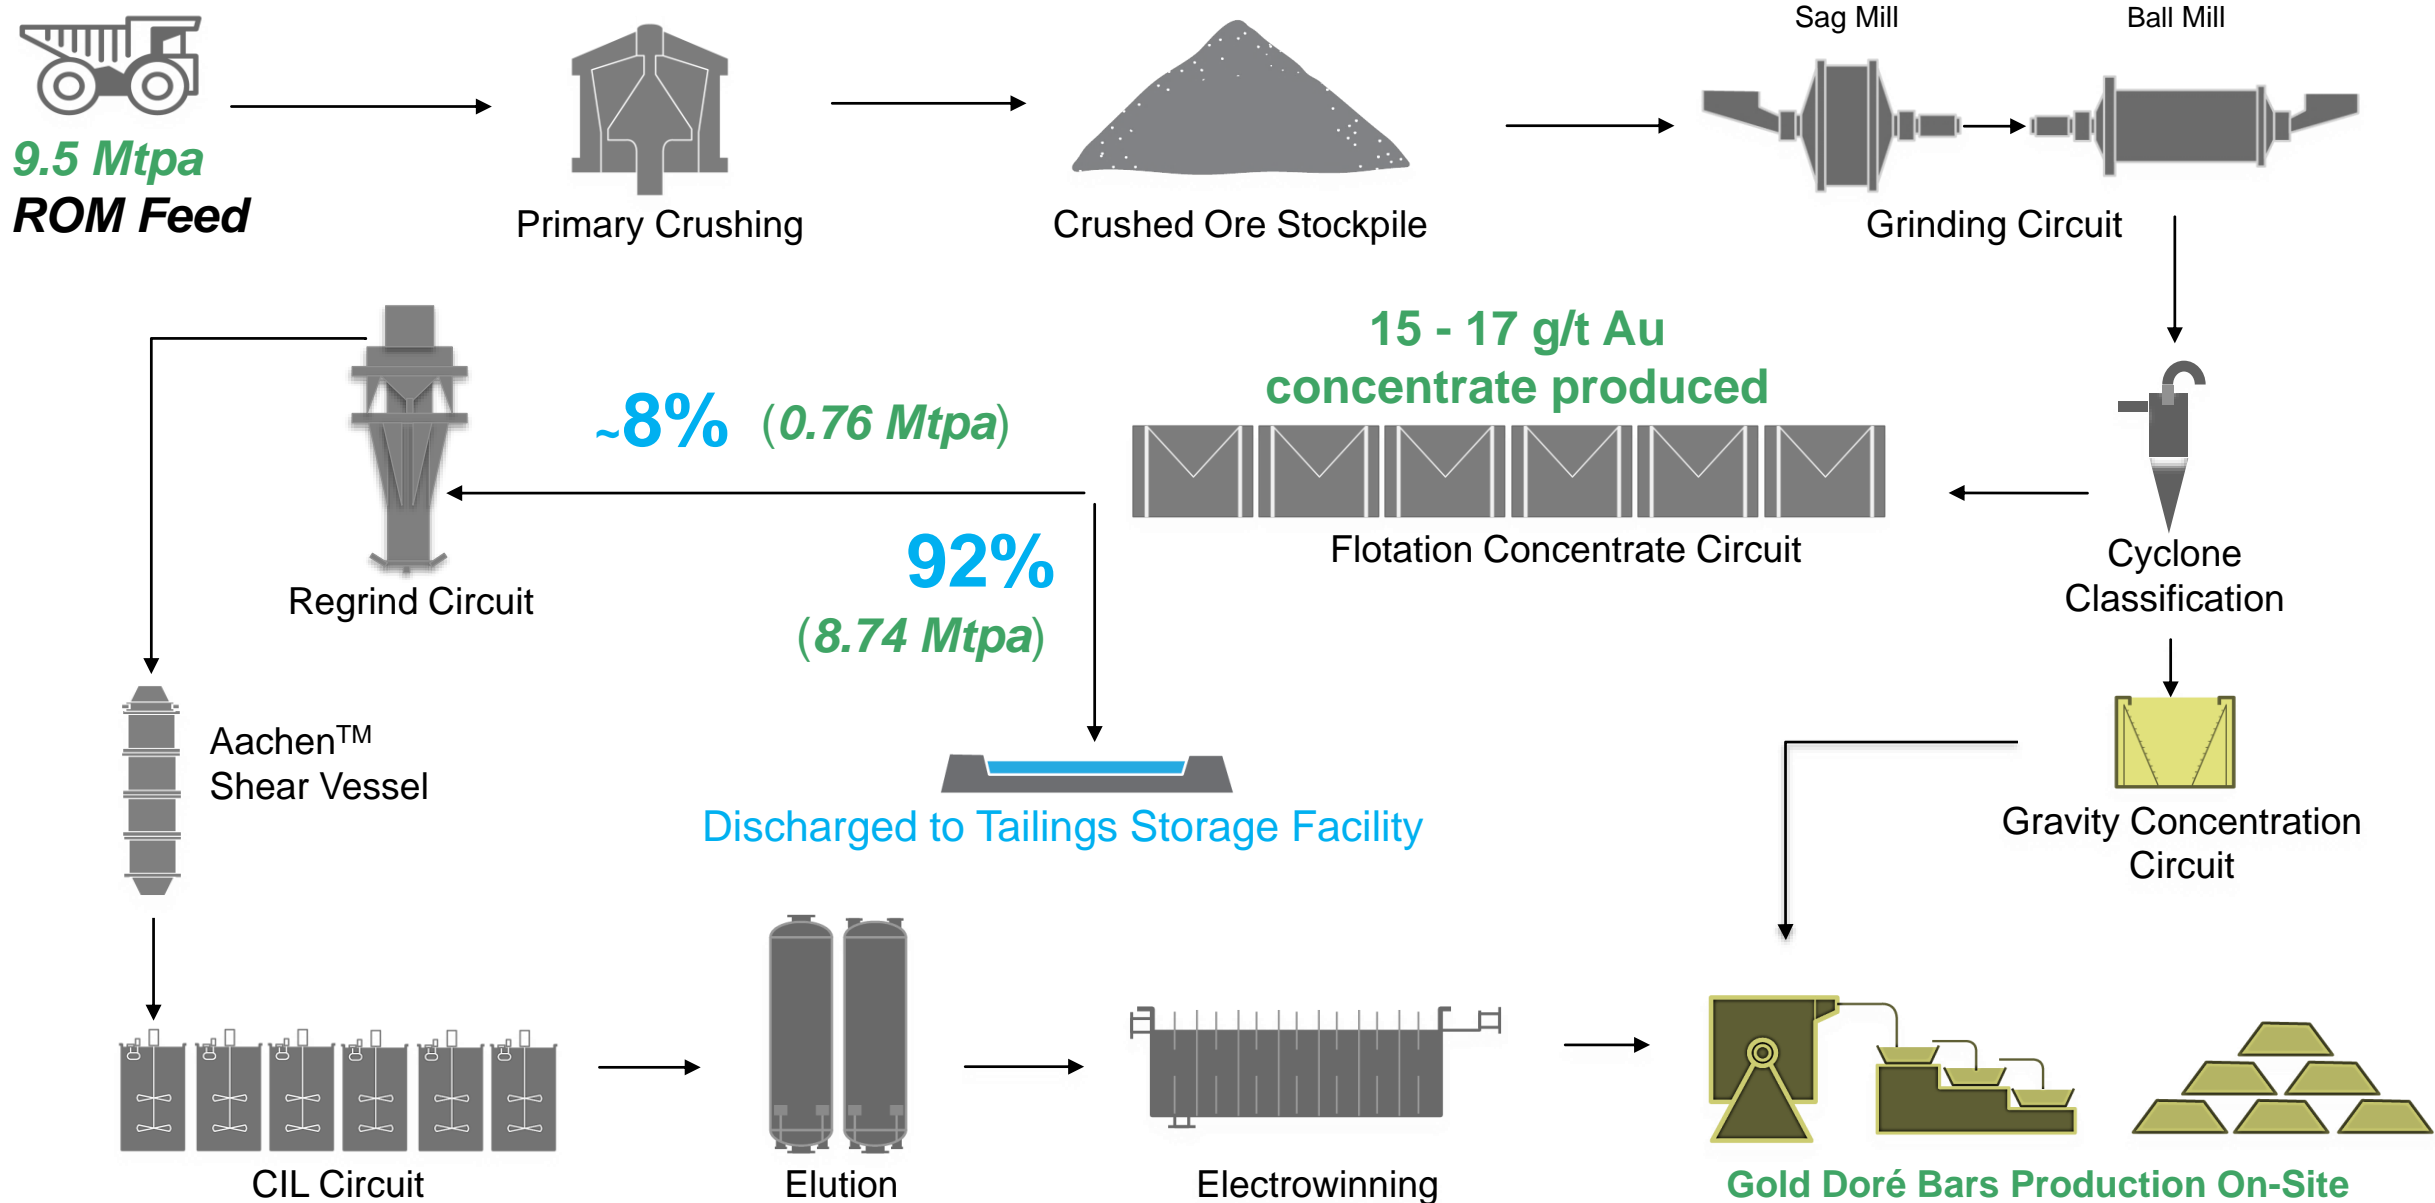 Sag Mill
Ball Mill
9.5 Mtpa
ROM Feed
Primary Crushing
Crushed Ore Stockpile
Grinding Circuit
15 - 17 g/t Au
concentrate produced
~8% (0.76 Mtpa)
Flotation Concentrate Circuit
92%
(8.74 Mtpa)
Cyclone
Classification
Regrind Circuit
Aachen™
Shear Vessel
Discharged to Tailings Storage Facility
Gravity Concentration
Circuit
CIL Circuit
Elution
Electrowinning
Gold Doré Bars Production On-Site